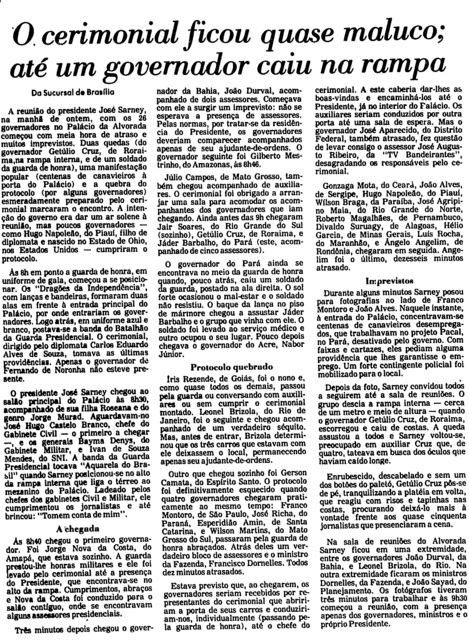 O cerimonial ficou quase maluco;
até um governador caiu na rampa
Da Sucursal de Brasília
A reunião do presidente José Sarney,
na manhã de ontem, com os 26
governadores no Palácio da Alvorada
começou com meia hora de atraso e
muitos imprevistos. Duas quedas (do
governador Getúlio Cruz, de Roraima,
na rampa interna, e de um soldado
da guarda de honra), uma manifestação
popular (centenas de canavieiros à
porta do Palácio) e a quebra do
protocolo (por alguns governadores)
esmeradamente preparado pelo cerimonial
marcaram o encontro. A intenção
do governo era dar um ar solene à
reunião, mas poucos governadores —
como Hugo Napoleão, do Piauí, filho de
diplomata e nascido no Estado de Ohio,
nos Estados Unidos — cumpriram o
protocolo.
Às 8h em ponto a guarda de honra, em
uniforme de gala, começou a se posicionar.
Os "Dragões da Independência",
com lanças e bandeiras, formaram duas
alas em frente à entrada principal do
Palácio, por onde entrariam os governadores.
Logo atrás, em uniforme azul e
branco, postava-se a banda do Batalhão
da Guarda Presidencial. O cerimonial,
dirigido pelo diplomata Carlos Eduardo
Alves de Souza, tomava as últimas
providências. Apenas o governador de
Fernando de Noronha não esteve
presente.
O presidente José Sarney chegou ao
salão principal do Palácio às 8h30,
acompanhado de sua filha Roseana e do
genro Jorge Murad. Aguardavam-no
José Hugo Castelo Branco, chefe do
Gabinete Civil — o primeiro a chegar
—, e os generais Bayma Denys, do
Gabinete Militar, e Ivan de Souza
Mendes, do SNI. A banda da Guarda
Presidencial tocava "Aquarela do Brasil"
quando Sarney posicionou-se no alto
da rampa interna que liga o térreo ao
mezanino do Palácio. Ladeado pelos
chefes dos gabinetes Civil e Militar, ele
cumprimentou os jornalistas e até
brincou: "Tomem conta de mim".
A chegada
Às 8h40 chegou o primeiro governador.
Foi Jorge Nova da Costa, do
Amapá, que estava sozinho. A guarda
prestou-lhe honras militares e ele foi
levado pelo cerimonial até a presença
do Presidente, que encontrava-se no
alto da rampa. Cumprimentos, abraços
e Nova da Costa foi conduzido para o
salão contíguo, onde se encontravam
alguns assessores presidenciais.
Três minutos depois chegou o governador
da Bahia, João Durval, acompanhado
de dois assessores. Começava
com ele a surgir um imprevisto: não se
esperava a presença de assessores.
Pelas normas, por tratar-se da residência
do Presidente, os governadores
deveriam comparecer acompanhados
apenas de seu ajudante-de-ordens. O
governador seguinte foi Gilberto Mestrinho,
do Amazonas, às 8h46.
Júlio Campos, de Mato Grosso, também
chegou acompanhado de auxiliares.
O cerimonial foi obrigado a arranjar
uma sala para acomodar os acompanhantes
dos governadores que iam
chegando. Ainda antes das 9h chegaram
Jair Soares, do Rio Grande do Sul
(sozinho), Getúlio Cruz, de Roraima, e
Jáder Barbalho, do Pará (este, acompanhado
de cinco assessores).
O governador do Pará ainda se
encontrava no meio da guarda de honra
quando, pouco atrás, caiu um soldado
da guarda, postado na ala direita. O sol
forte ocasionou o mal-estar e o soldado
não resistiu. O baque da lança no piso
de mármore chegou a assustar Jáder
Barbalho e o grupo que vinha com ele. O
soldado foi levado ao serviço médico e
outro ocupou o seu lugar. Pouco depois
chegava o governador do Acre, Nabor
Júnior.
Protocolo quebrado
Iris Rezende, de Goiás, foi o nono e,
como quase todos os demais, passou
pela guarda ou conversando com auxiliares
ou sem cumprir o cerimonial
montado. Leonel Brizola, do Rio de
Janeiro, foi o seguinte e chegou acompanhado
de um verdadeiro séquito.
Mas, antes de entrar, Brizola determinou
que os três carros que estavam com
ele deixassem o local, permanecendo
apenas seu ajudante-de-ordens.
Outro que chegou sozinho foi Gerson
Camata, do Espírito Santo. O protocolo
foi definitivamente esquecido quando
quatro governadores chegaram praticamente
ao mesmo tempo: Franco
Montoro, de São Paulo, José Richa, do
Paraná, Esperidião Amin, de Santa
Catarina, e Wilson Martins, do Mato
Grosso do Sul, passaram pela guarda de
honra abraçados. Atrás deles um verdadeiro
bloco de assessores e o ministro
da Fazenda, Francisco Dornelles. Todos
dez minutos atrasados.
Estava previsto que, ao chegarem, os
governadores seriam recebidos por representantes
do cerimonial que abririam
a porta de seus carros e conduziram-nos,
individualmente (passando pela
guarda de honra), até o chefe do
cerimonial. A este caberia dar-lhes as
boas-vindas e encaminhá-los até o
Presidente, já no interior do Palácio. Os
auxiliares seriam conduzidos por outra
porta até uma sala de espera. Mas o
governador José Aparecido, do Distrito
Federal, também atrasado, fez questão
de levar consigo o assessor José Augusto
Ribeiro, da "TV Bandeirantes",
desagradando os responsáveis pelo cerimonial.
Gonzaga Mota, do Ceará, João Alves,
de Sergipe, Hugo Napoleão, do Piauí,
Wilson Braga, da Paraíba, José Agripino
Maia, do Rio Grande do Norte,
Roberto Magalhães, de Pernambuco,
Divaldo Suruagy, de Alagoas, Hélio
Garcia, de Minas Gerais, Luís Rocha,
do Maranhão, e Ângelo Angelim, de
Rondônia, chegaram em seguida. Angelim
foi o último, dezesseis minutos
atrasado.
Imprevistos
Durante alguns minutos Sarney posou
para fotografias ao lado de Franco
Montoro e João Alves. Naquele instante,
à entrada do Palácio, concentravam-se
centenas de canavieiros desempregados,
que trabalhavam no projeto Pacal,
no Pará, desativado pelo governo. Com
faixas e cartazes, eles pediam alguma
providência que lhes garantisse o emprego.
Um forte contingente policial foi
mobilizado para o local.
Depois da foto, Sarney convidou todos
a seguirem até a sala de reuniões. O
grupo descia a rampa interna — cerca
de um metro e meio de altura — quando
o governador Getúlio Cruz, de Roraima,
escorregou e caiu de costas. A queda
assustou a todos e Sarney voltou-se,
preocupado em auxiliar Cruz que, de
quatro, tateava em busca dos óculos que
haviam caído longe.
Enrubescido, descabelado e sem um
dos botões do paletó, Getúlio Cruz pôs-se
de pé, tranquilizando a platéia em volta,
que reagiu com risos e tapinhas nas
costas, procurando deixá-lo mais à
vontade frente aos quase cinquenta
jornalistas que presenciaram a cena.
Na sala de reuniões do Alvorada
Sarney ficou em uma extremidade,
entre os governadores João Durval, da
Bahia, e Leonel Brizola, do Rio. Na
outra extremidade ficaram os ministros
Dornelles, da Fazenda, e João Sayad, do
Planejamento. Os fotógrafos tiveram
três minutos para trabalhar e às 9h30
começou a reunião, com a presença
apenas dos governadores, ministros e o
próprio Presidente.